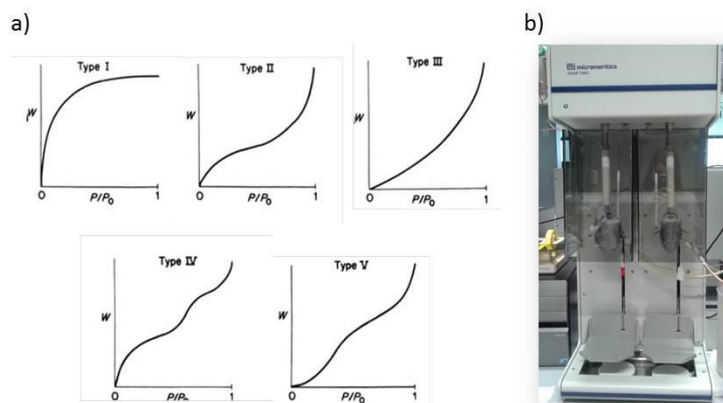 a)
b)
Type I
W
0
P/P₀
1
Type II
W
0
P/P₀
1
Type III
W
0
P/P₀
1
Type IV
W
0
P/P₀
1
Type V
W
0
P/P₀
1
micromeritics